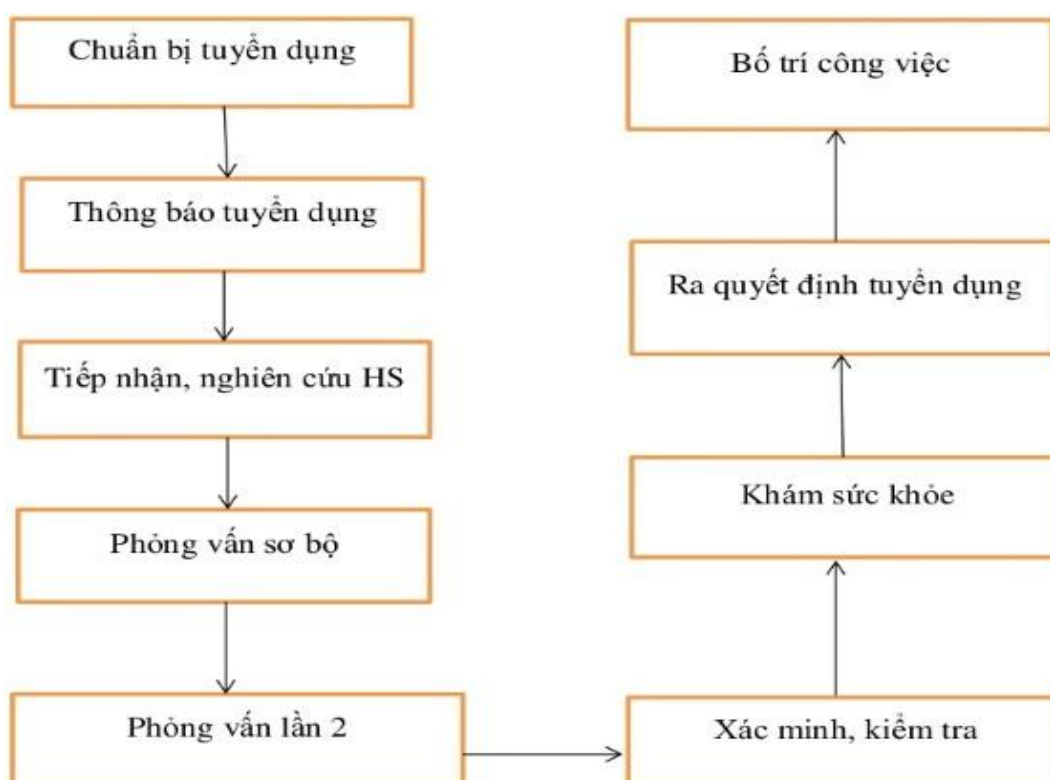 Chuẩn bị tuyển dụng
Thông báo tuyển dụng
Tiếp nhận, nghiên cứu HS
Phỏng vấn sơ bộ
Phỏng vấn lần 2
Xác minh, kiểm tra
Khám sức khỏe
Ra quyết định tuyển dụng
Bố trí công việc